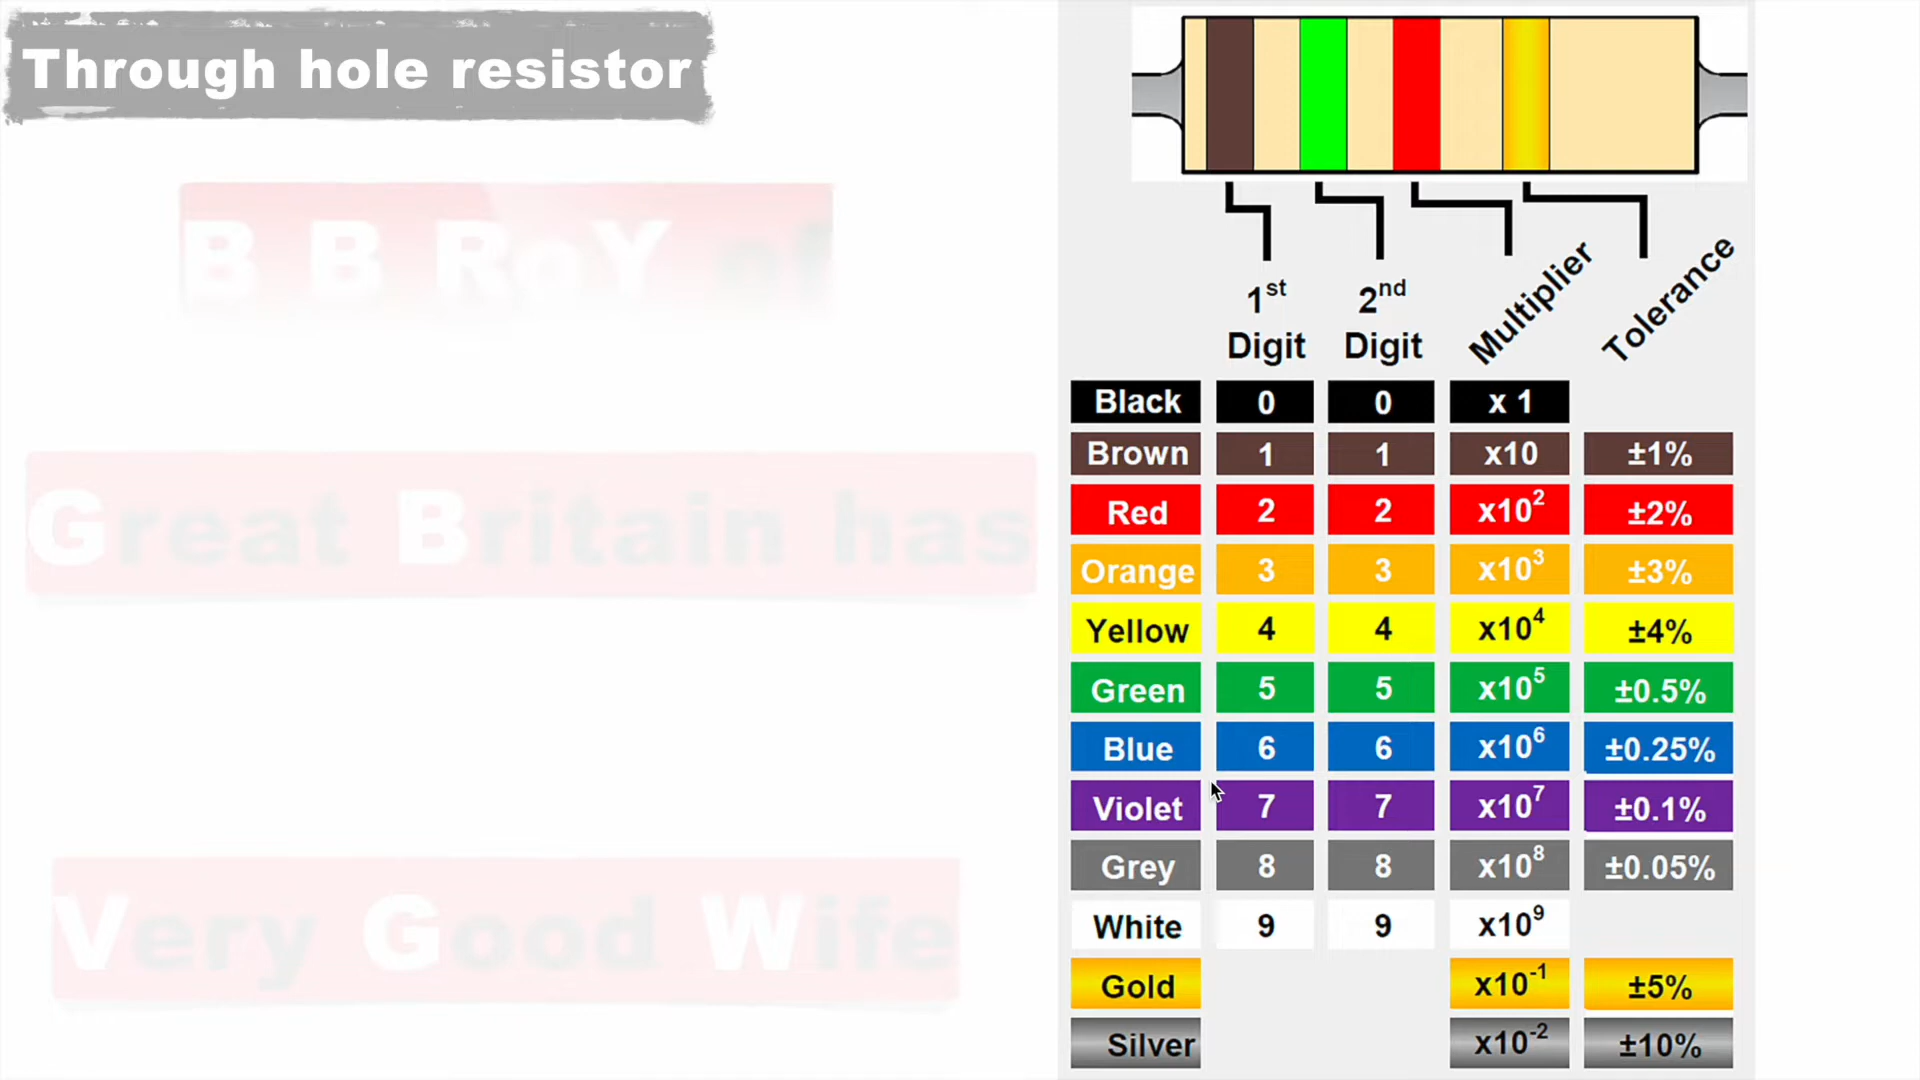 Through hole resistor
B B RoY of
Great Britain has
Very Good Wife
1st Digit 2nd Digit Multiplier Tolerance
Black 0 0 x 1
Brown 1 1 x10 ±1%
Red 2 2 x10² ±2%
Orange 3 3 x10³ ±3%
Yellow 4 4 x10⁴ ±4%
Green 5 5 x10⁵ ±0.5%
Blue 6 6 x10⁶ ±0.25%
Violet 7 7 x10⁷ ±0.1%
Grey 8 8 x10⁸ ±0.05%
White 9 9 x10⁹
Gold x10⁻¹ ±5%
Silver x10⁻² ±10%